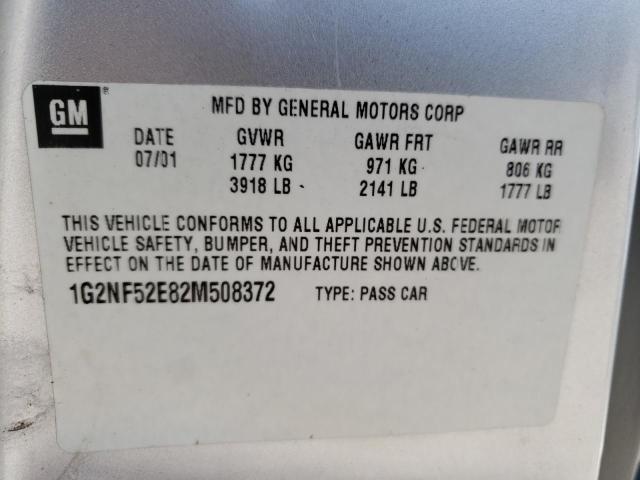 GM ®
MFD BY GENERAL MOTORS CORP
DATE GVWR GAWR FRT GAWR RR
07/01 1777 KG 971 KG 806 KG
3918 LB 2141 LB 1777 LB
THIS VEHICLE CONFORMS TO ALL APPLICABLE U.S. FEDERAL MOTOR
VEHICLE SAFETY, BUMPER, AND THEFT PREVENTION STANDARDS IN
EFFECT ON THE DATE OF MANUFACTURE SHOWN ABOVE.
1G2NF52E82M508372 TYPE: PASS CAR